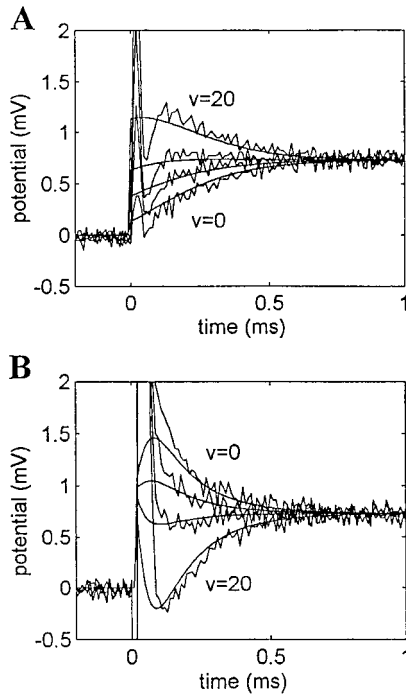 A
2
1.5
1
0.5
0
-0.5
potential (mV)
v=20
v=0
0
0.5
1
time (ms)
B
2
1.5
1
0.5
0
-0.5
potential (mV)
v=0
v=20
0
0.5
1
time (ms)